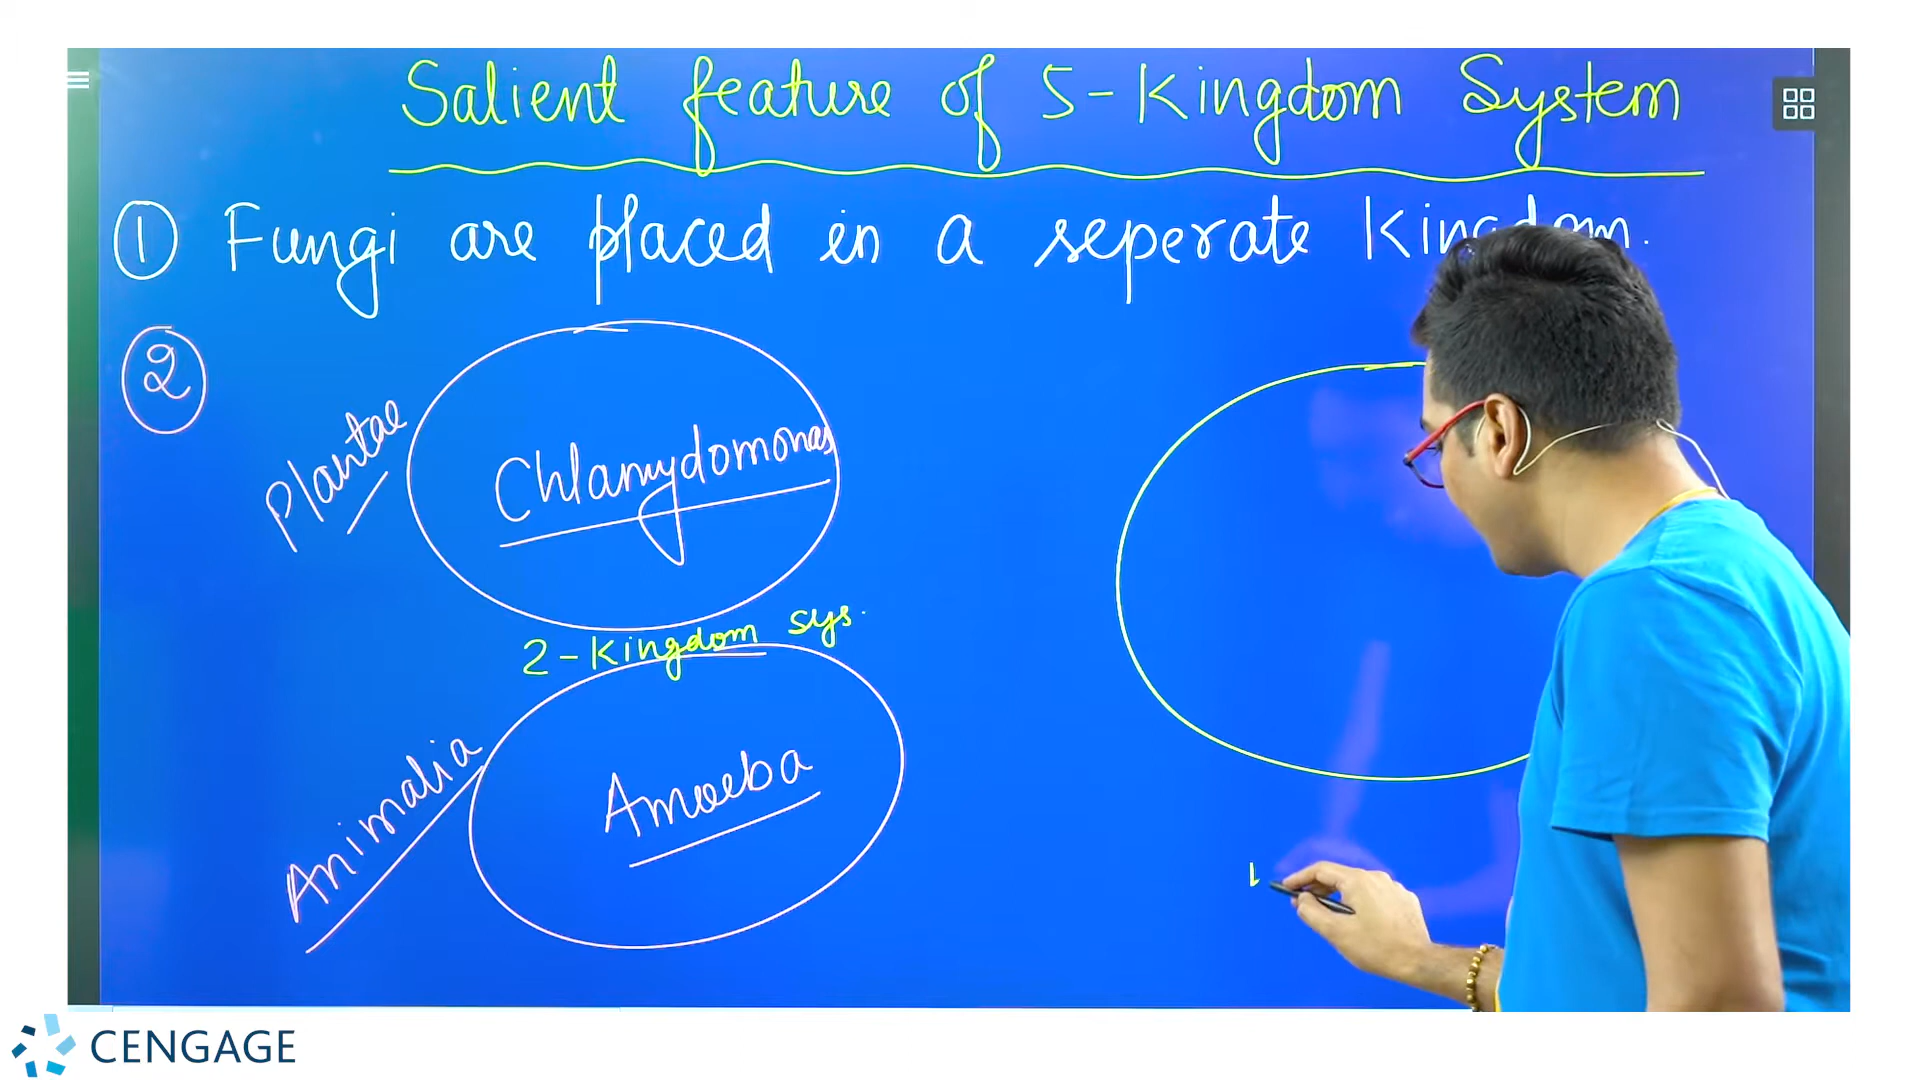 Salient feature of 5-Kingdom System
1 Fungi are placed in a seperate Kingdom.
2
Plantae
Chlamydomonas
2-Kingdom sys.
Animalia
Amoeba
CENGAGE